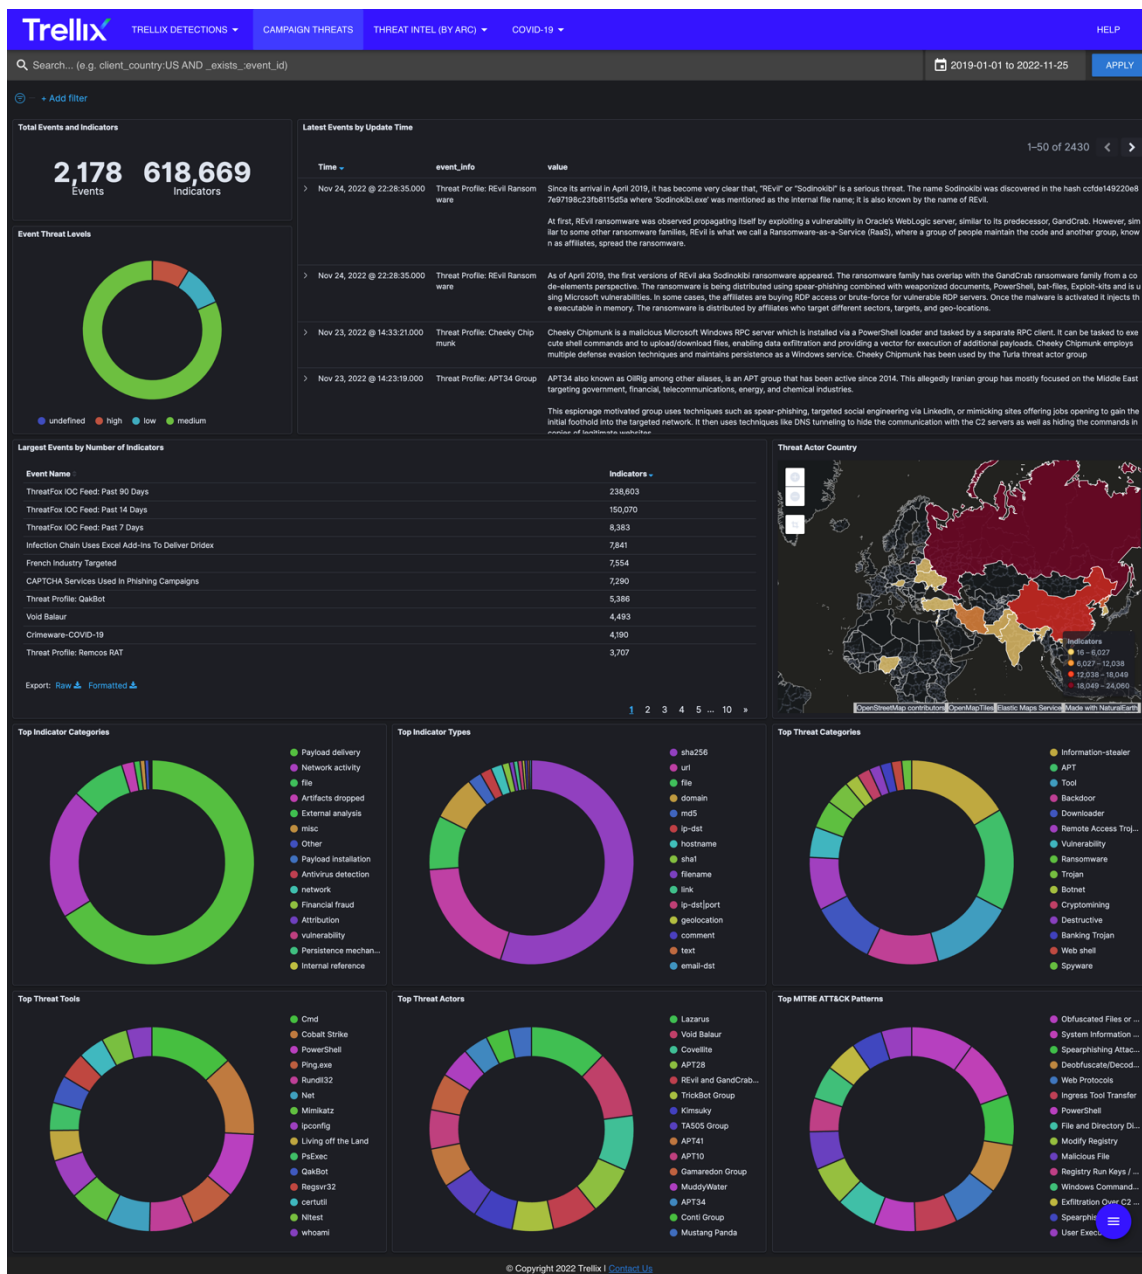 Trellix
TRELLIX DETECTIONS
CAMPAIGN THREATS
THREAT INTEL (BY ARC)
COVID-19
HELP
Search... (e.g. client_country:US AND _exists_:event_id)
2019-01-01 to 2022-11-25
APPLY
+ Add filter
Total Events and Indicators
2,178
Events
618,669
Indicators
Event Threat Levels
undefined
high
low
medium
Latest Events by Update Time
1–50 of 2430
Time
event_info
value
Nov 24, 2022 @ 22:28:35.000
Threat Profile: REvil Ransom
ware
Since its arrival in April 2019, it has become very clear that, "REvil" or "Sodinokibi" is a serious threat. The name Sodinokibi was discovered in the hash ccfde149220e8
7e97198c23fb8115d5a where 'Sodinokibi.exe' was mentioned as the internal file name; it is also known by the name of REvil.
At first, REvil ransomware was observed propagating itself by exploiting a vulnerability in Oracle's WebLogic server, similar to its predecessor, GandCrab. However, sim
ilar to some other ransomware families, REvil is what we call a Ransomware-as-a-Service (RaaS), where a group of people maintain the code and another group, know
n as affiliates, spread the ransomware.
Nov 24, 2022 @ 22:28:35.000
Threat Profile: REvil Ransom
ware
As of April 2019, the first versions of REvil aka Sodinokibi ransomware appeared. The ransomware family has overlap with the GandCrab ransomware family from a co
de-elements perspective. The ransomware is being distributed using spear-phishing combined with weaponized documents, PowerShell, bat-files, Exploit-kits and is u
sing Microsoft vulnerabilities. In some cases, the affiliates are buying RDP access or brute-force for vulnerable RDP servers. Once the malware is activated it injects th
e executable in memory. The ransomware is distributed by affiliates who target different sectors, targets, and geo-locations.
Nov 23, 2022 @ 14:33:21.000
Threat Profile: Cheeky Chip
munk
Cheeky Chipmunk is a malicious Microsoft Windows RPC server which is installed via a PowerShell loader and tasked by a separate RPC client. It can be tasked to exe
cute shell commands and to upload/download files, enabling data exfiltration and providing a vector for execution of additional payloads. Cheeky Chipmunk employs
multiple defense evasion techniques and maintains persistence as a Windows service. Cheeky Chipmunk has been used by the Turla threat actor group
Nov 23, 2022 @ 14:23:19.000
Threat Profile: APT34 Group
APT34 also known as OilRig among other aliases, is an APT group that has been active since 2014. This allegedly Iranian group has mostly focused on the Middle East
targeting government, financial, telecommunications, energy, and chemical industries.
This espionage motivated group uses techniques such as spear-phishing, targeted social engineering via LinkedIn, or mimicking sites offering jobs opening to gain the
initial foothold into the targeted network. It then uses techniques like DNS tunneling to hide the communication with the C2 servers as well as hiding the commands in
copies of legitimate websites.
Largest Events by Number of Indicators
Event Name
Indicators
ThreatFox IOC Feed: Past 90 Days
238,603
ThreatFox IOC Feed: Past 14 Days
150,070
ThreatFox IOC Feed: Past 7 Days
8,383
Infection Chain Uses Excel Add-Ins To Deliver Dridex
7,841
French Industry Targeted
7,554
CAPTCHA Services Used In Phishing Campaigns
7,290
Threat Profile: QakBot
5,386
Void Balaur
4,493
Crimeware-COVID-19
4,190
Threat Profile: Remcos RAT
3,707
Export: Raw Formatted
1 2 3 4 5 ... 10 »
Threat Actor Country
Indicators
16 – 6,027
6,027 – 12,038
12,038 – 18,049
18,049 – 24,060
OpenStreetMap contributors OpenMapTiles Elastic Maps Service Made with NaturalEarth
Top Indicator Categories
Payload delivery
Network activity
file
Artifacts dropped
External analysis
misc
Other
Payload installation
Antivirus detection
network
Financial fraud
Attribution
vulnerability
Persistence mechan...
Internal reference
Top Indicator Types
sha256
url
file
domain
md5
ip-dst
hostname
sha1
filename
link
ip-dst|port
geolocation
comment
text
email-dst
Top Threat Categories
Information-stealer
APT
Tool
Backdoor
Downloader
Remote Access Troj...
Vulnerability
Ransomware
Trojan
Botnet
Cryptomining
Destructive
Banking Trojan
Web shell
Spyware
Top Threat Tools
Cmd
Cobalt Strike
PowerShell
Ping.exe
Rundll32
Net
Mimikatz
ipconfig
Living off the Land
PsExec
QakBot
Regsvr32
certutil
Nltest
whoami
Top Threat Actors
Lazarus
Void Balaur
Covellite
APT28
REvil and GandCrab...
TrickBot Group
Kimsuky
TA505 Group
APT41
APT10
Gamaredon Group
MuddyWater
APT34
Conti Group
Mustang Panda
Top MITRE ATT&CK Patterns
Obfuscated Files or ...
System Information ...
Spearphishing Attac...
Deobfuscate/Decod...
Web Protocols
Ingress Tool Transfer
PowerShell
File and Directory Di...
Modify Registry
Malicious File
Registry Run Keys / ...
Windows Command...
Exfiltration Over C2 ...
Spearphis
User Execu
© Copyright 2022 Trellix | Contact Us